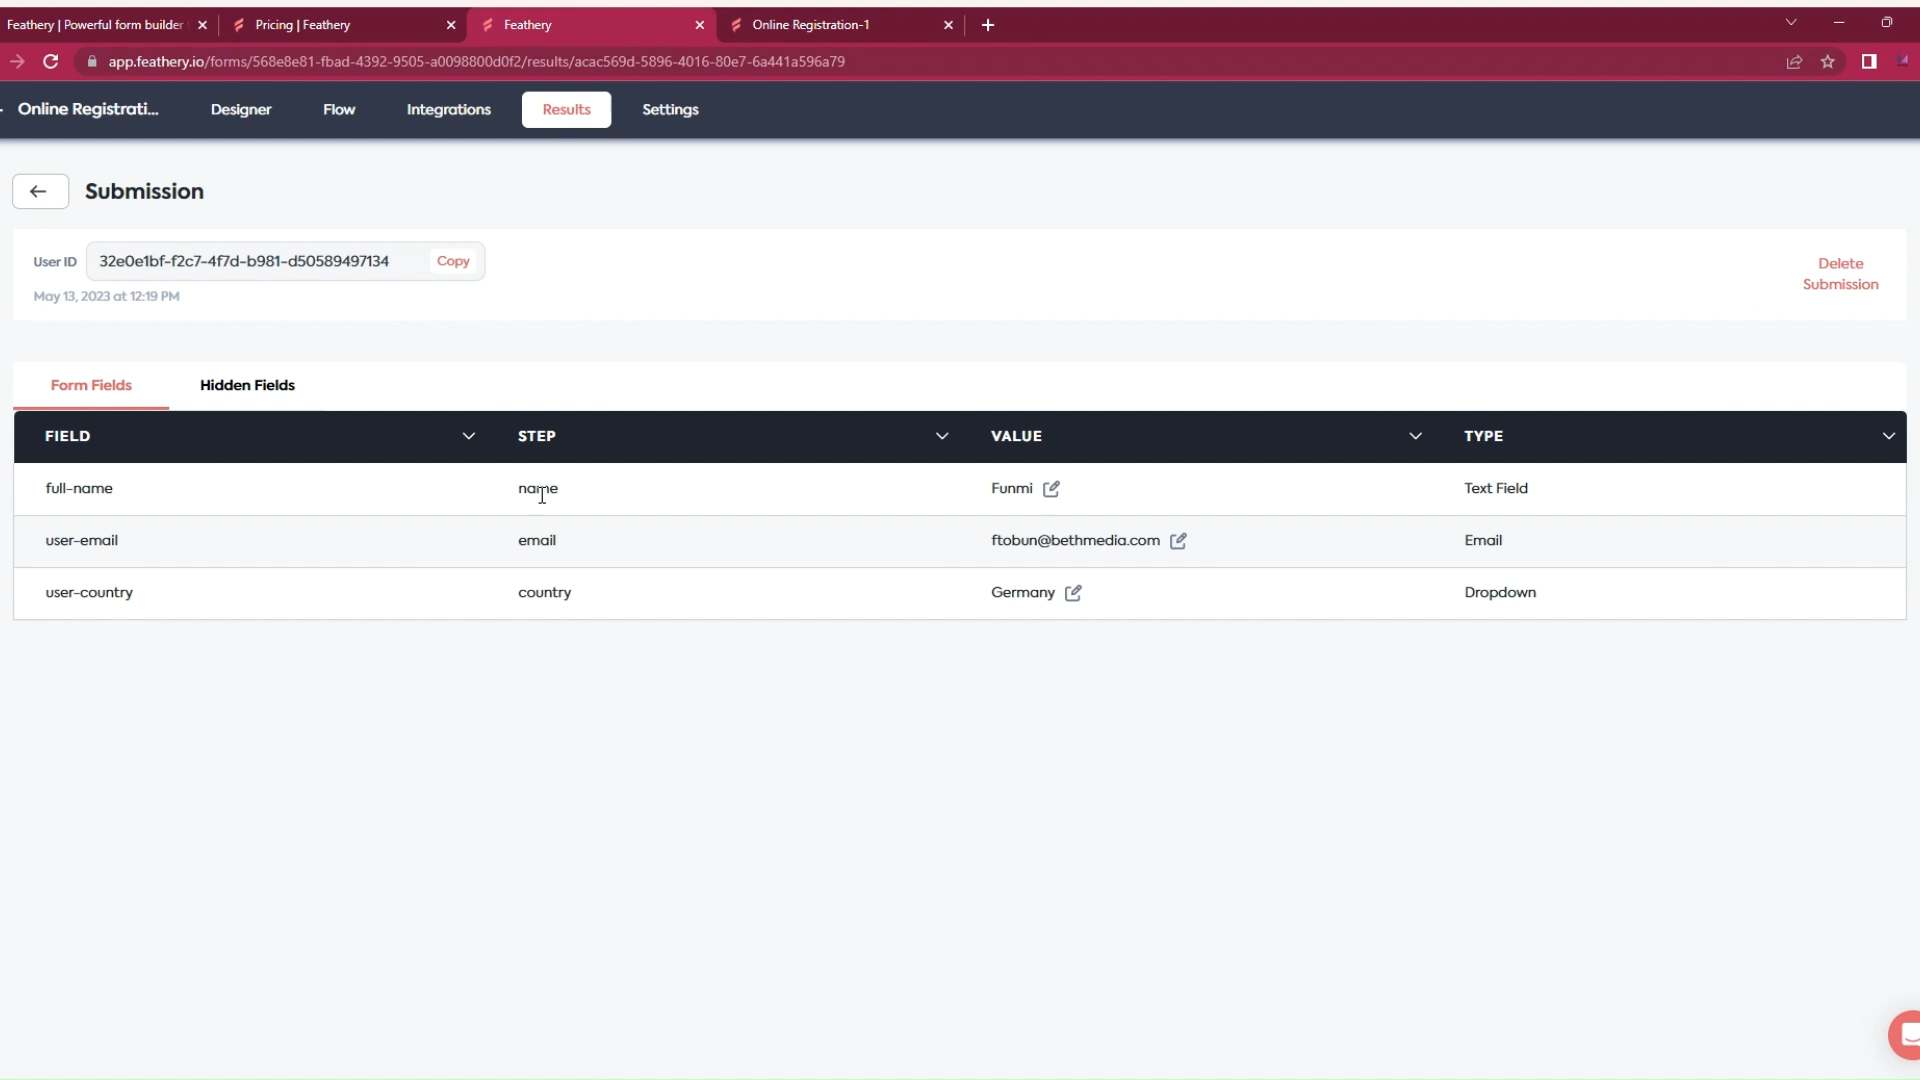 Feathery | Powerful form builder
Pricing | Feathery
Feathery
Online Registration-1
app.feathery.io/forms/568e8e81-fbad-4392-9505-a0098800d0f2/results/acac569d-5896-4016-80e7-6a441a596a79
Online Registrati...
Designer
Flow
Integrations
Results
Settings
Submission
User ID
32e0e1bf-f2c7-4f7d-b981-d50589497134
Copy
May 13, 2023 at 12:19 PM
Delete
Submission
Form Fields
Hidden Fields
FIELD STEP VALUE TYPE
full-name name Funmi Text Field
user-email email ftobun@bethmedia.com Email
user-country country Germany Dropdown